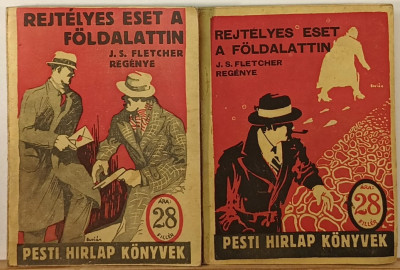 REJTÉLYES ESET A
FÖLDALATTIN
J. S. FLETCHER
REGÉNYE
ÁRA:
28
FILLÉR
PESTI HIRLAP KÖNYVEK
REJTÉLYES ESET
A FÖLDALATTIN
J. S. FLETCHER
REGÉNYE
ÁRA:
28
FILLÉR
PESTI HIRLAP KÖNYVEK